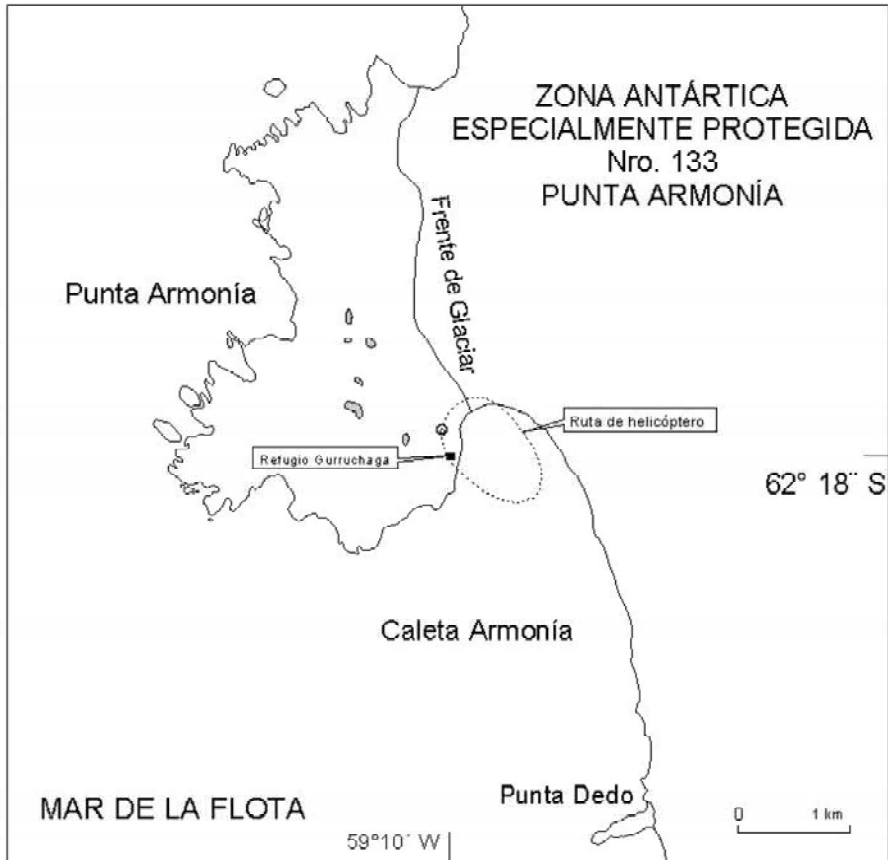 ZONA ANTÁRTICA
ESPECIALMENTE PROTEGIDA
Nro. 133
PUNTA ARMONÍA
Frente de Glaciar
Punta Armonía
Ruta de helicóptero
Refugio Gurruchaga
62° 18¨ S
Caleta Armonía
Punta Dedo
MAR DE LA FLOTA
0 1 km
59°10´ W